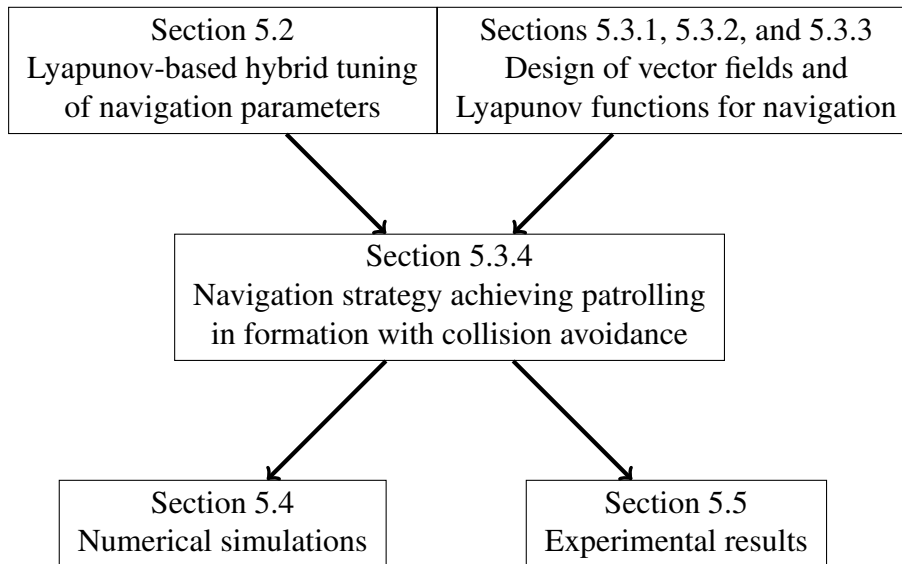 Section 5.2
Lyapunov-based hybrid tuning
of navigation parameters
Sections 5.3.1, 5.3.2, and 5.3.3
Design of vector fields and
Lyapunov functions for navigation
Section 5.3.4
Navigation strategy achieving patrolling
in formation with collision avoidance
Section 5.4
Numerical simulations
Section 5.5
Experimental results